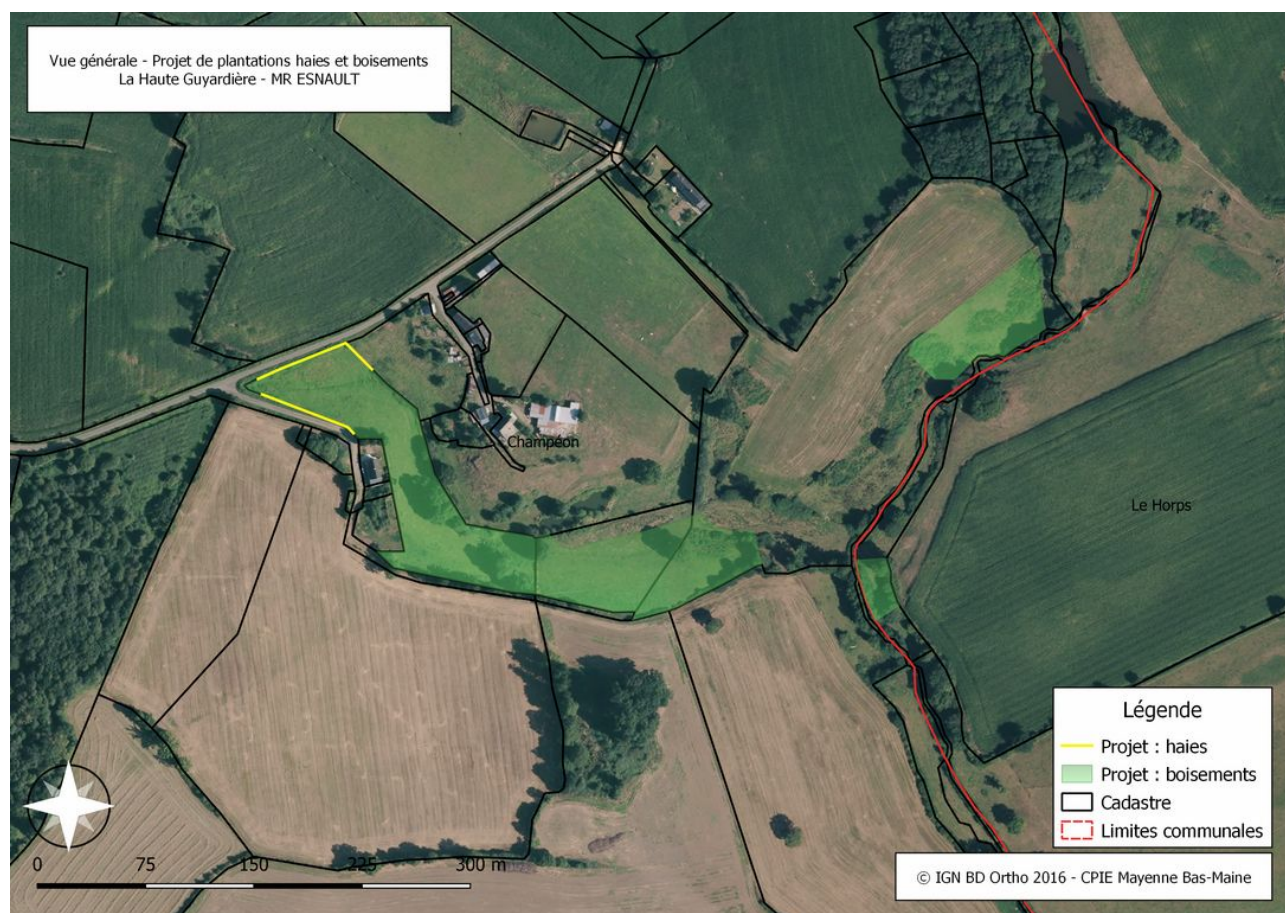 Vue générale - Projet de plantations haies et boisements
La Haute Guyardière - MR ESNAULT
Champéon
Le Horps
Légende
Projet : haies
Projet : boisements
Cadastre
Limites communales
0 75 150 225 300 m
© IGN BD Ortho 2016 - CPIE Mayenne Bas-Maine